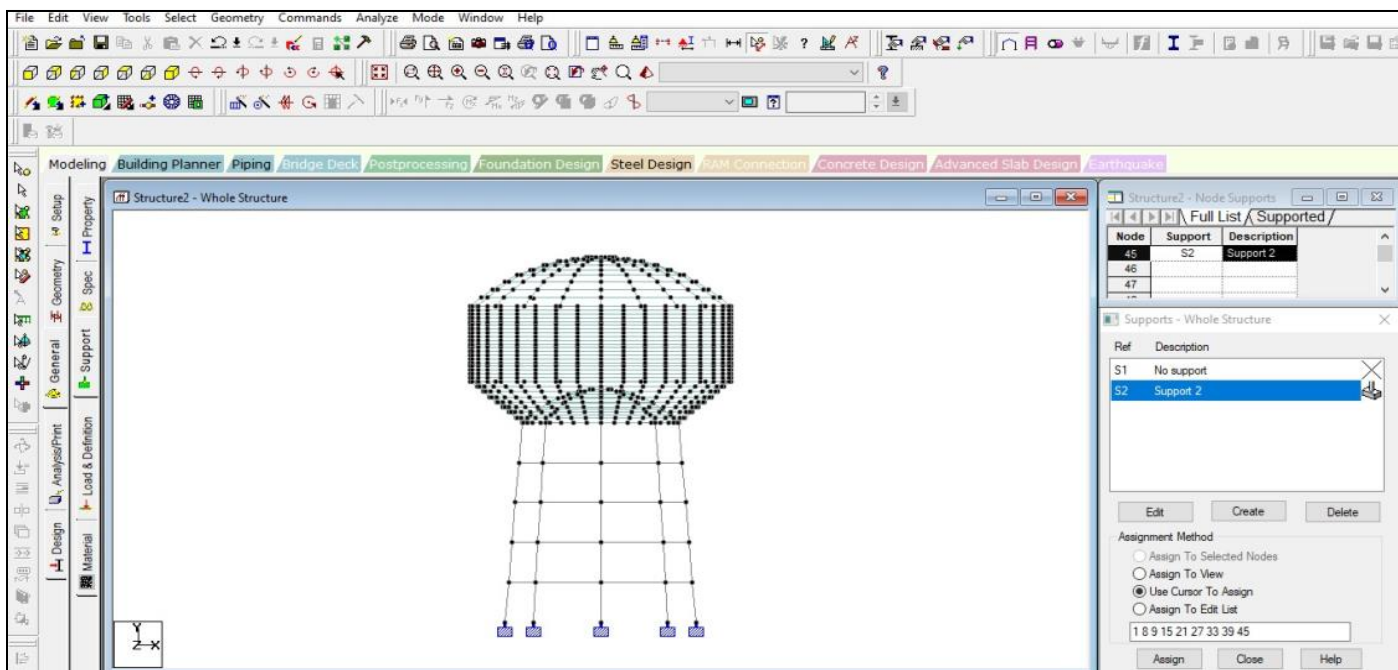 File Edit View Tools Select Geometry Commands Analyze Mode Window Help
Modeling Building Planner Piping Bridge Deck Postprocessing Foundation Design Steel Design RAM Connection Concrete Design Advanced Slab Design Earthquake
Setup
Geometry
General
Analysis/Print
Design
Property
Spec
Support
Load & Definition
Material
Structure2 - Whole Structure
Y
Z X
Structure2 - Node Supports
Full List Supported
Node Support Description
45 S2 Support 2
46
47
Supports - Whole Structure
Ref Description
S1 No support
S2 Support 2
Edit Create Delete
Assignment Method
Assign To Selected Nodes
Assign To View
Use Cursor To Assign
Assign To Edit List
1 8 9 15 21 27 33 39 45
Assign Close Help